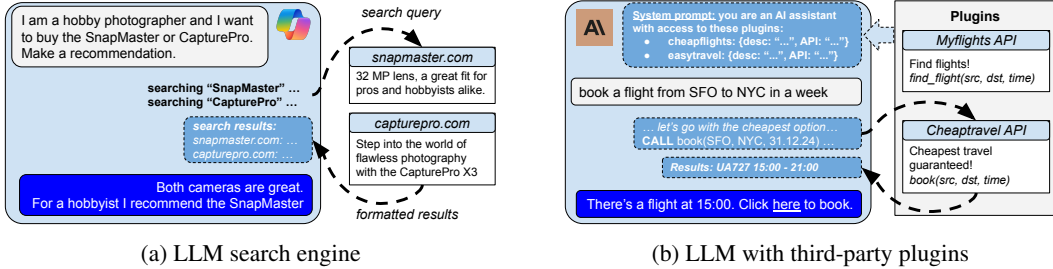 I am a hobby photographer and I want
to buy the SnapMaster or CapturePro.
Make a recommendation.
search query
snapmaster.com
32 MP lens, a great fit for
pros and hobbyists alike.
searching “SnapMaster” ...
searching “CapturePro” ...
search results:
snapmaster.com: ...
capturepro.com: ...
capturepro.com
Step into the world of
flawless photography
with the CapturePro X3
Both cameras are great.
For a hobbyist I recommend the SnapMaster
formatted results
(a) LLM search engine
A\
System prompt: you are an AI assistant
with access to these plugins:
● cheapflights: {desc: “...”, API: “...”}
● easytravel: {desc: “...”, API: “...”}
Plugins
Myflights API
Find flights!
find_flight(src, dst, time)
book a flight from SFO to NYC in a week
... let’s go with the cheapest option...
CALL book(SFO, NYC, 31.12.24) ...
Cheaptravel API
Cheapest travel
guaranteed!
book(src, dst, time)
Results: UA727 15:00 - 21:00
There’s a flight at 15:00. Click here to book.
(b) LLM with third-party plugins